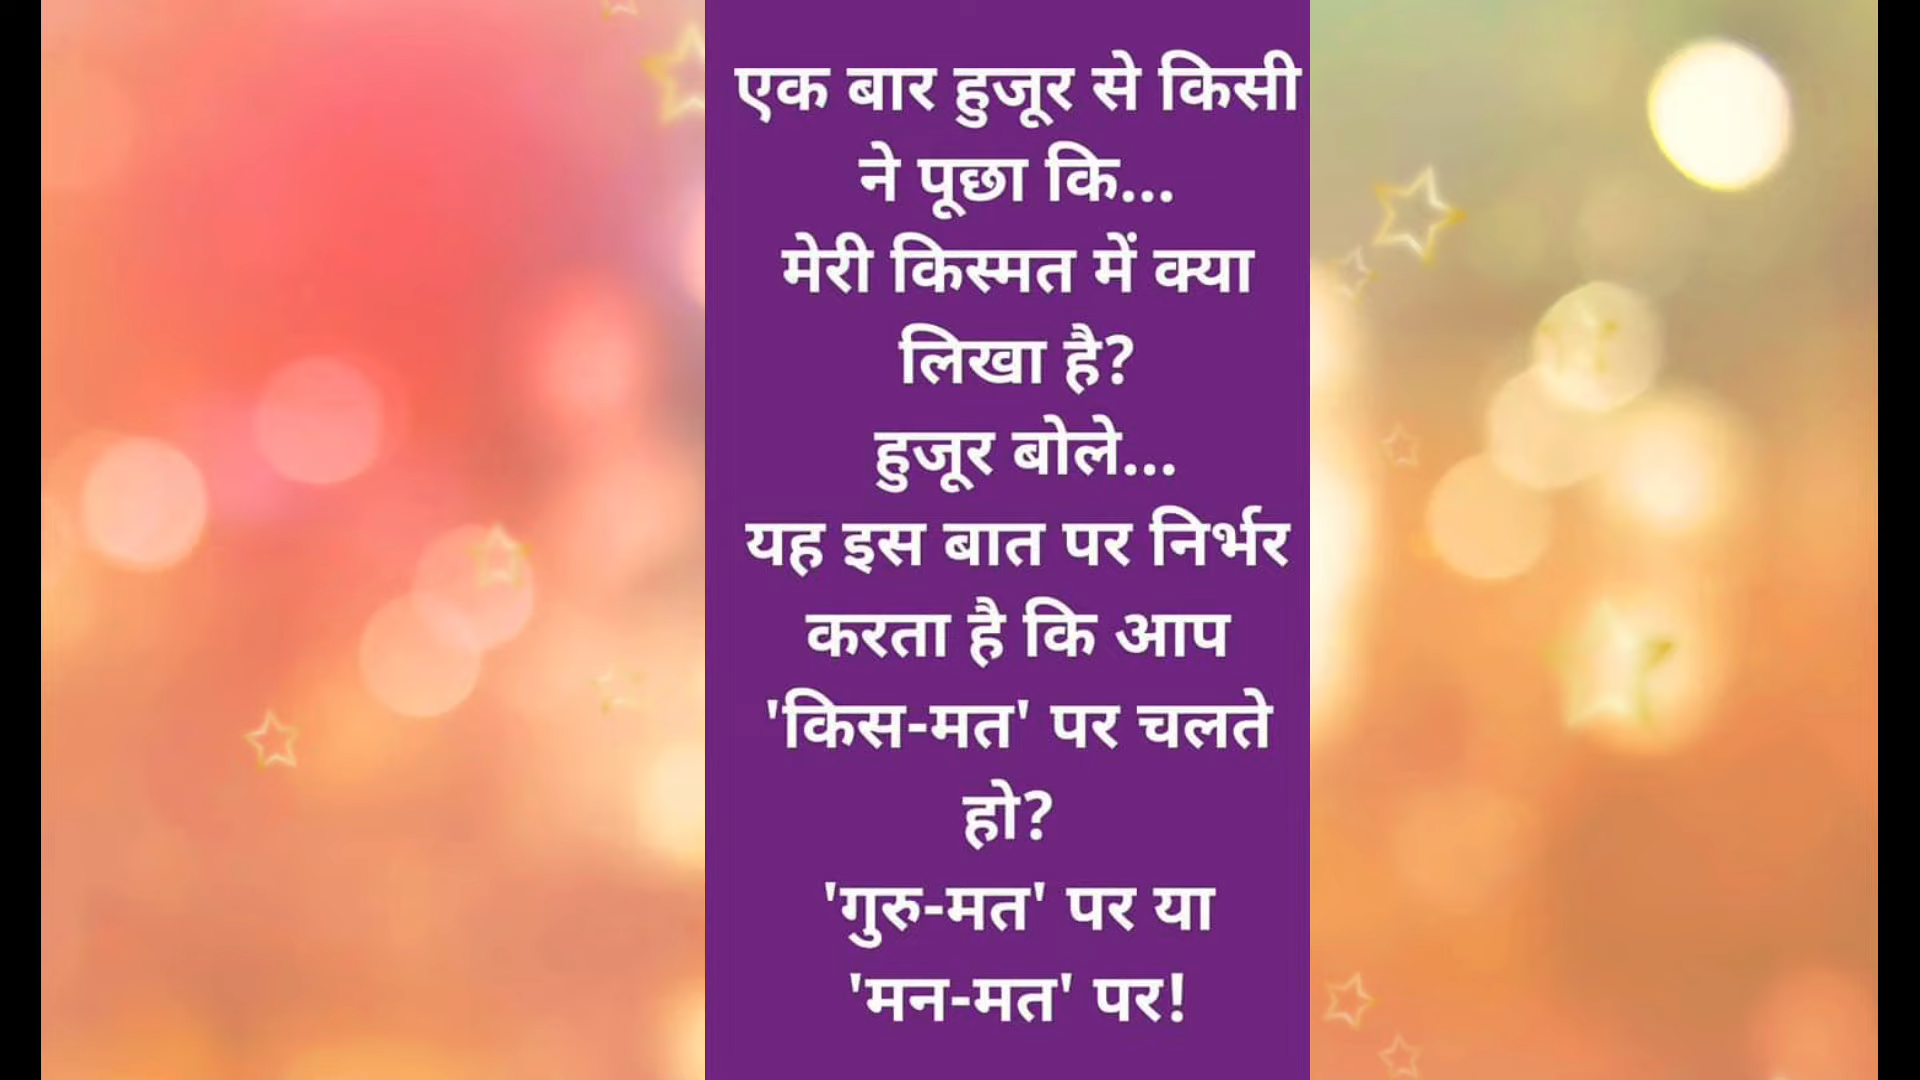 एक बार हुजूर से किसी
ने पूछा कि...
मेरी किस्मत में क्या
लिखा है?
हुजूर बोले...
यह इस बात पर निर्भर
करता है कि आप
'किस-मत' पर चलते
हो?
'गुरु-मत' पर या
'मन-मत' पर!